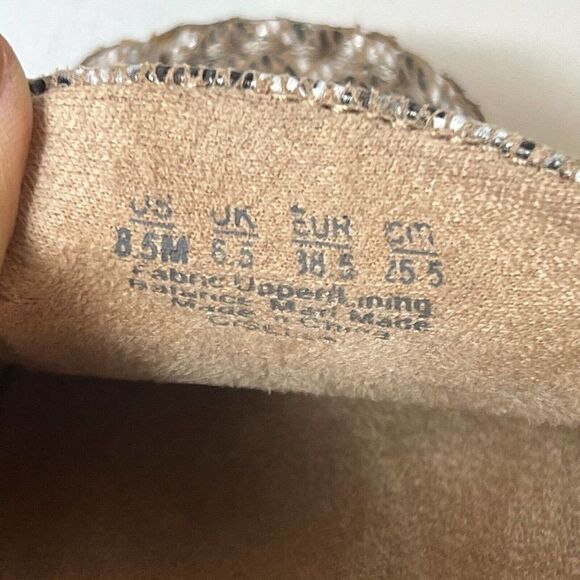 US UK EUR CM
8.5M 6.5 38.5 25.5
Fabric Upper/Lining
Balance Man Made
Made In China